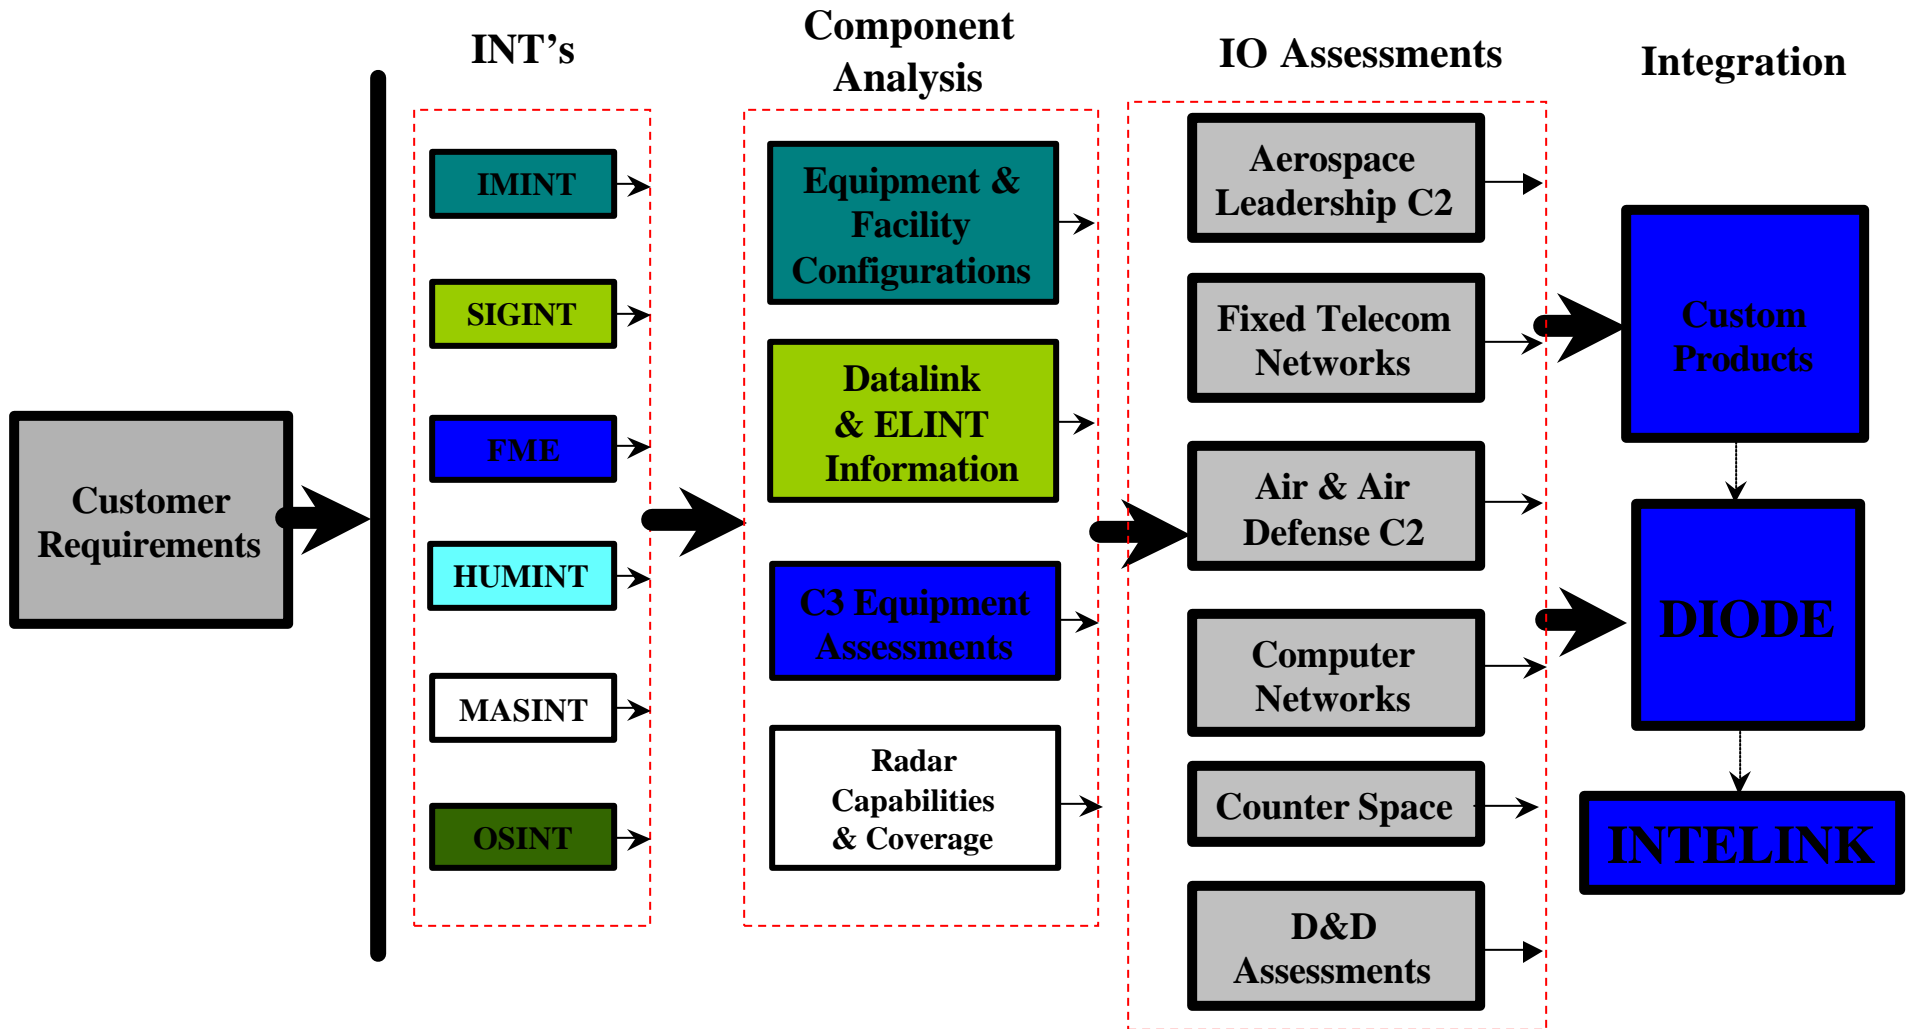 INT's
Component
Analysis
IO Assessments
Integration
Customer
Requirements
IMINT
SIGINT
FME
HUMINT
MASINT
OSINT
Equipment &
Facility
Configurations
Datalink
& ELINT
Information
C3 Equipment
Assessments
Radar
Capabilities
& Coverage
Aerospace
Leadership C2
Fixed Telecom
Networks
Air & Air
Defense C2
Computer
Networks
Counter Space
D&D
Assessments
Custom
Products
DIODE
INTELINK